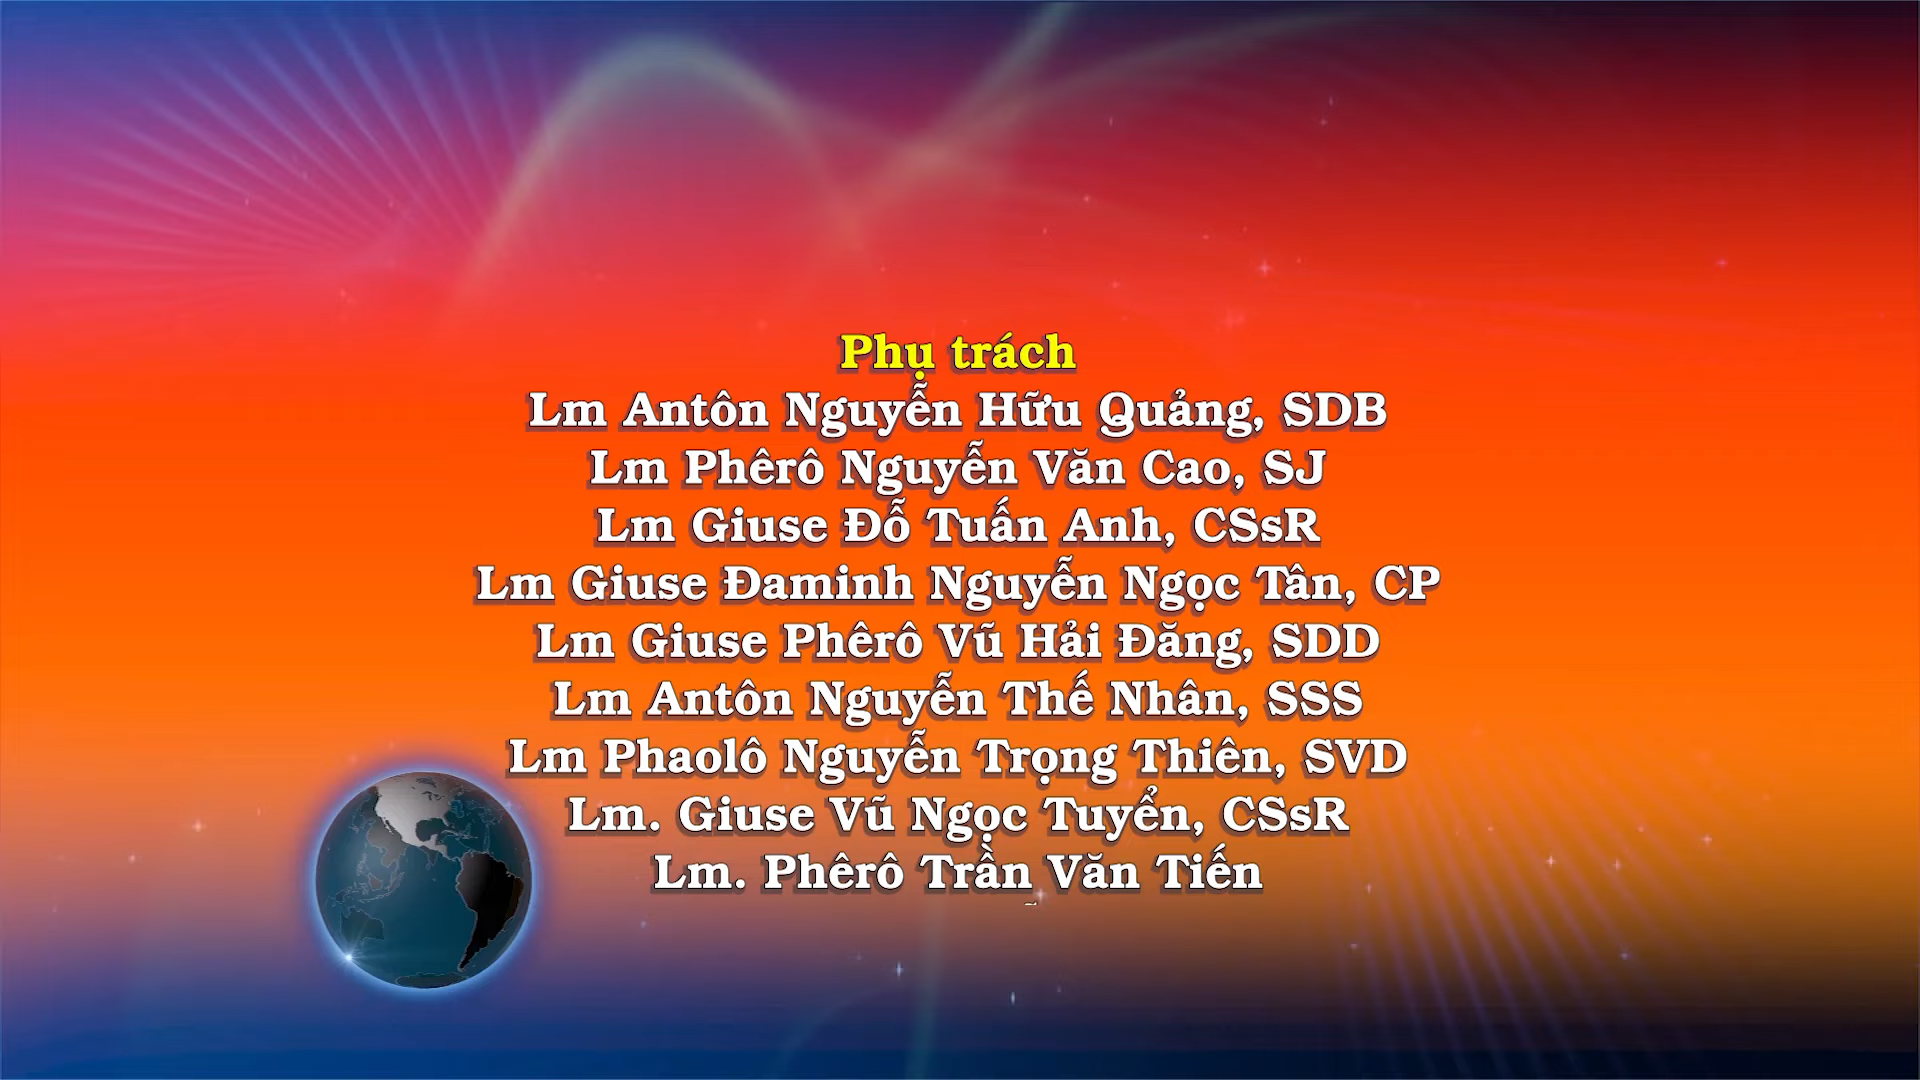 Phụ trách
Lm Antôn Nguyễn Hữu Quảng, SDB
Lm Phêrô Nguyễn Văn Cao, SJ
Lm Giuse Đỗ Tuấn Anh, CSsR
Lm Giuse Đaminh Nguyễn Ngọc Tân, CP
Lm Giuse Phêrô Vũ Hải Đăng, SDD
Lm Antôn Nguyễn Thế Nhân, SSS
Lm Phaolô Nguyễn Trọng Thiên, SVD
Lm. Giuse Vũ Ngọc Tuyển, CSsR
Lm. Phêrô Trần Văn Tiến